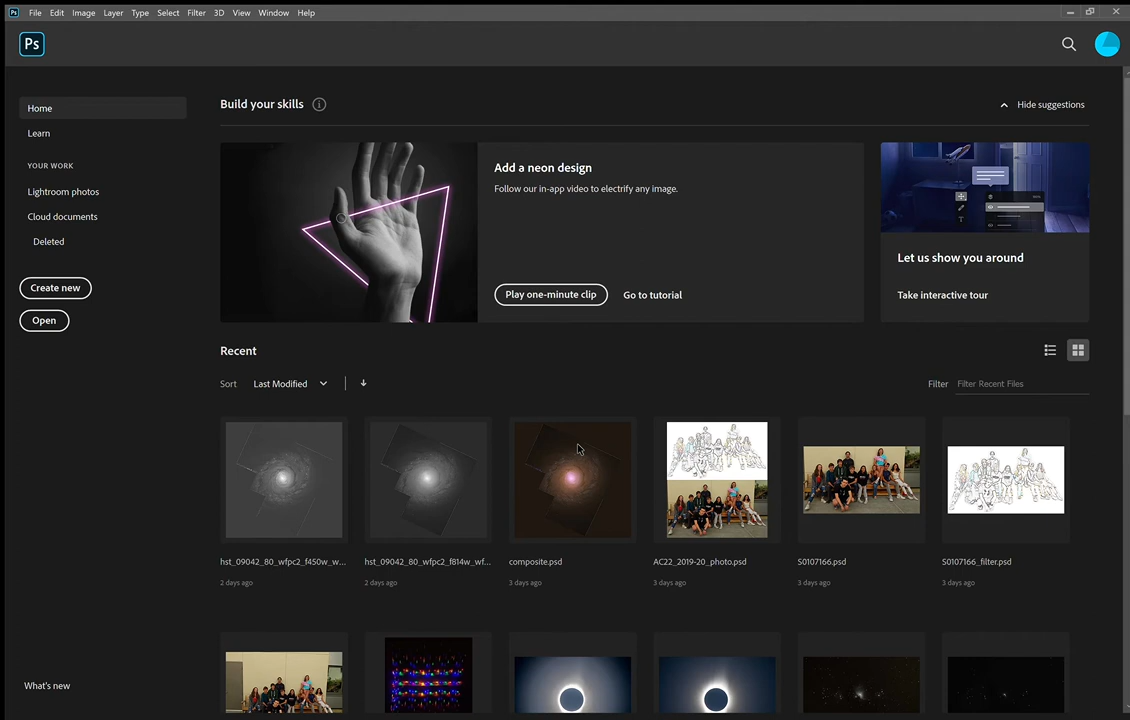 Ps File Edit Image Layer Type Select Filter 3D View Window Help
Ps
Home
Learn
YOUR WORK
Lightroom photos
Cloud documents
Deleted
Create new
Open
What's new
Build your skills
Hide suggestions
Add a neon design
Follow our in-app video to electrify any image.
Play one-minute clip Go to tutorial
Let us show you around
Take interactive tour
Recent
Sort Last Modified
Filter Filter Recent Files
hst_09042_80_wfpc2_f450w_w...
2 days ago
hst_09042_80_wfpc2_f814w_wf...
2 days ago
composite.psd
3 days ago
AC22_2019-20_photo.psd
3 days ago
S0107166.psd
3 days ago
S0107166_filter.psd
3 days ago